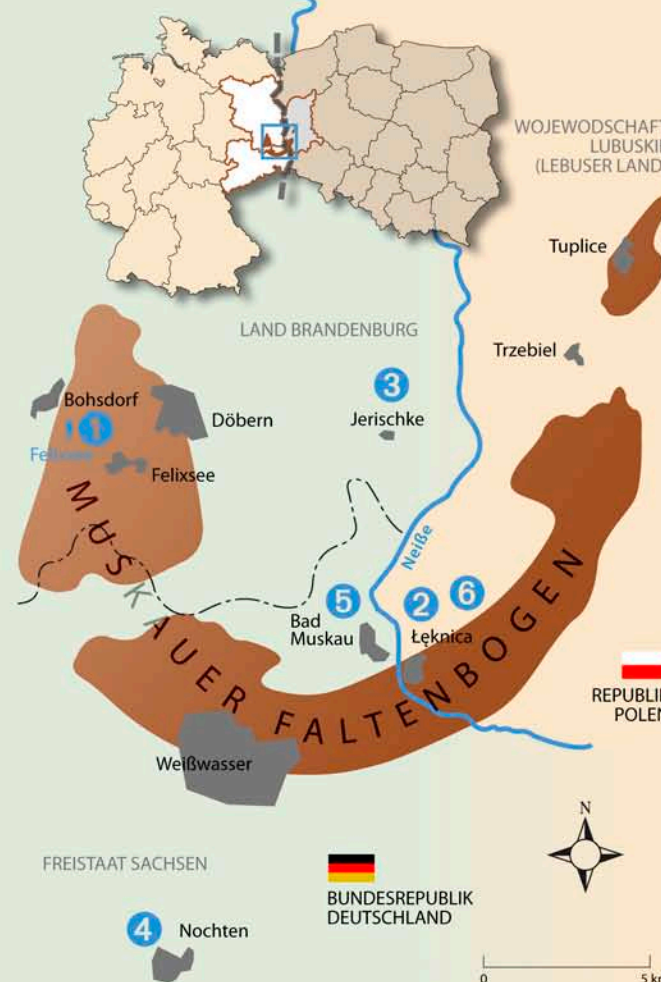 WOJEWODSCHAFT
LUBUSKIE
(LEBUSER LAND
Tuplice
LAND BRANDENBURG
Trzebiel
3
Bohsdorf
Jerischke
1
Döbern
Felixsee
MUSKAUER FALTENBOGEN
Neiße
5
2
6
Bad
Muskau
Łęknica
REPUBLIK
POLEN
Weißwasser
N
FREISTAAT SACHSEN
BUNDESREPUBLIK
DEUTSCHLAND
4
Nochten
0
5 km